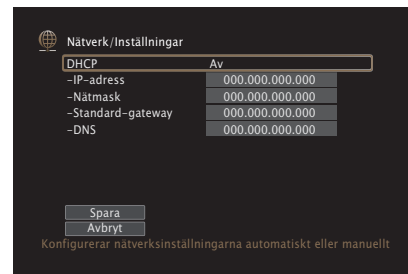 Nätverk/Inställningar
DHCP Av
-IP-adress 000.000.000.000
-Nätmask 000.000.000.000
-Standard-gateway 000.000.000.000
-DNS 000.000.000.000
Spara
Avbryt
Konfigurerar nätverksinställningarna automatiskt eller manuellt